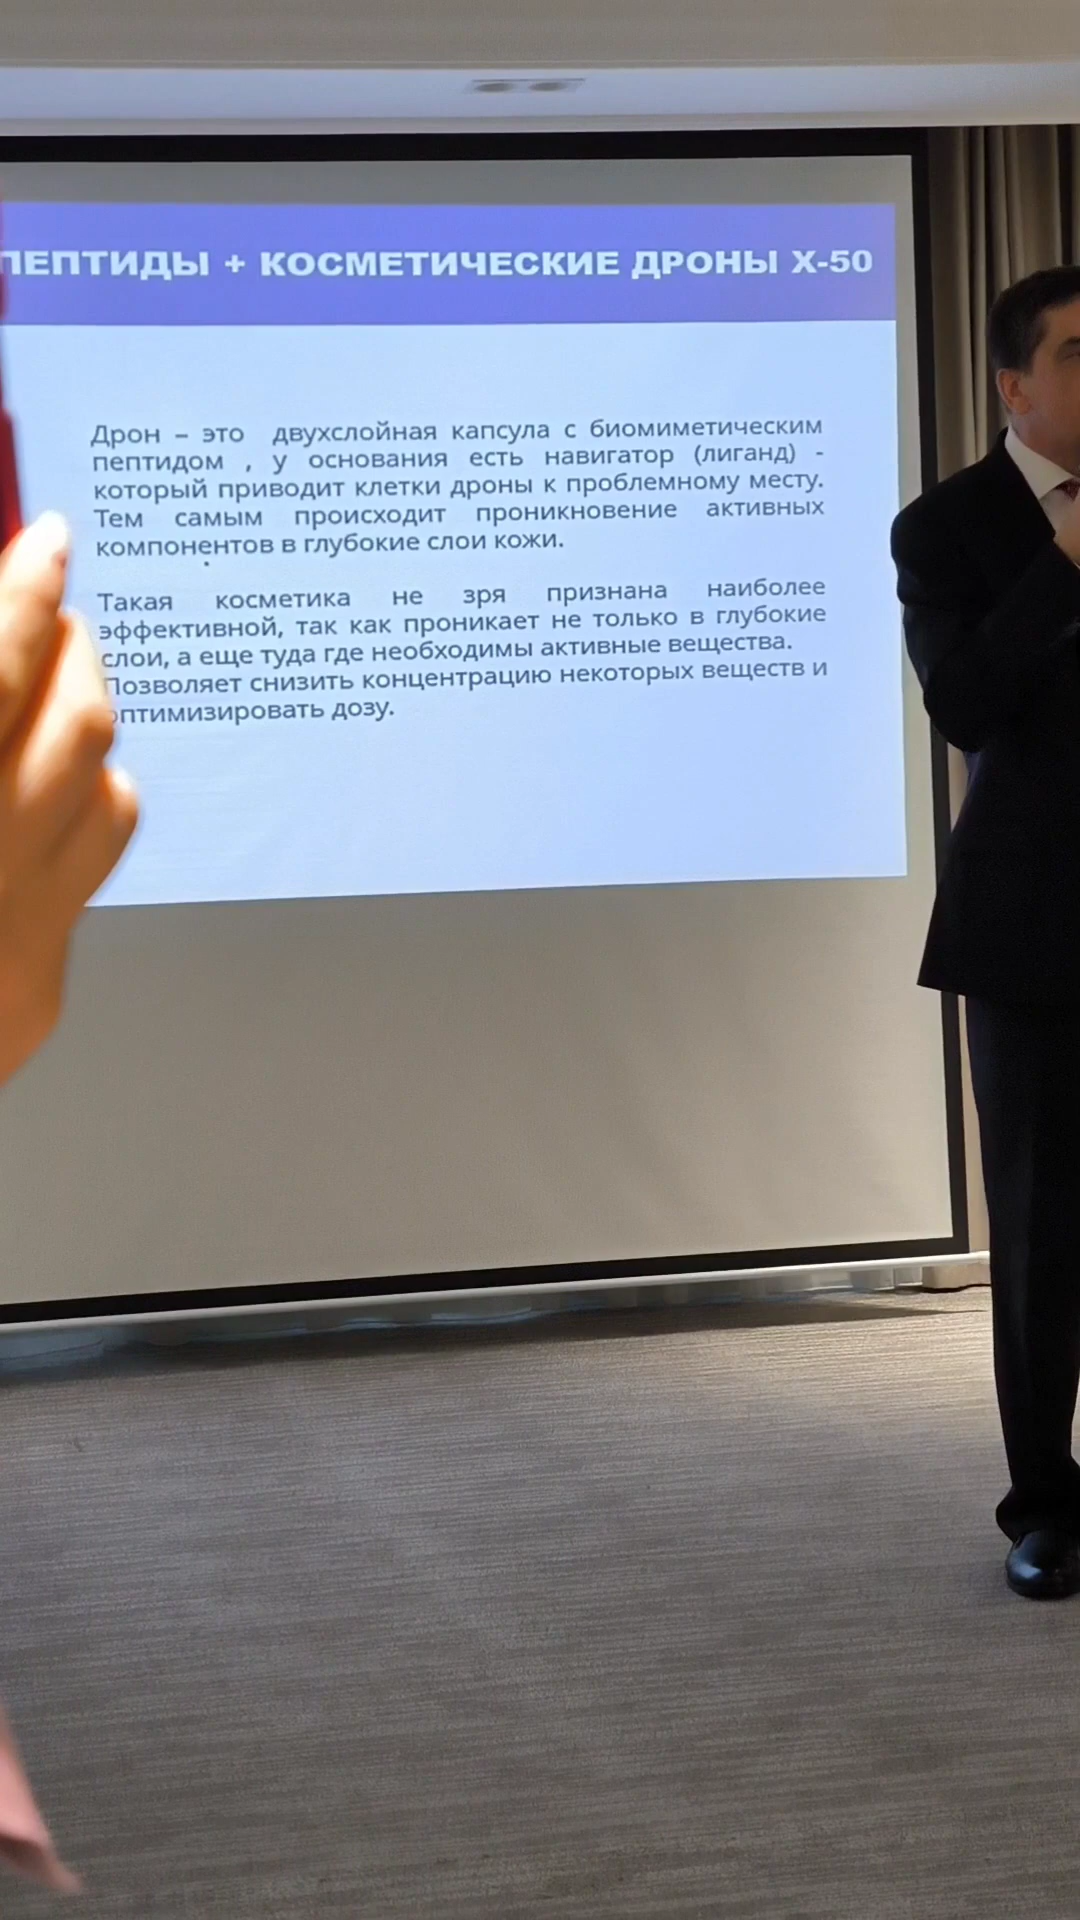 ПЕПТИДЫ + КОСМЕТИЧЕСКИЕ ДРОНЫ X-50
Дрон – это двухслойная капсула с биомиметическим
пептидом , у основания есть навигатор (лиганд) -
который приводит клетки дроны к проблемному месту.
Тем самым происходит проникновение активных
компонентов в глубокие слои кожи.
Такая косметика не зря признана наиболее
эффективной, так как проникает не только в глубокие
слои, а еще туда где необходимы активные вещества.
Позволяет снизить концентрацию некоторых веществ и
оптимизировать дозу.